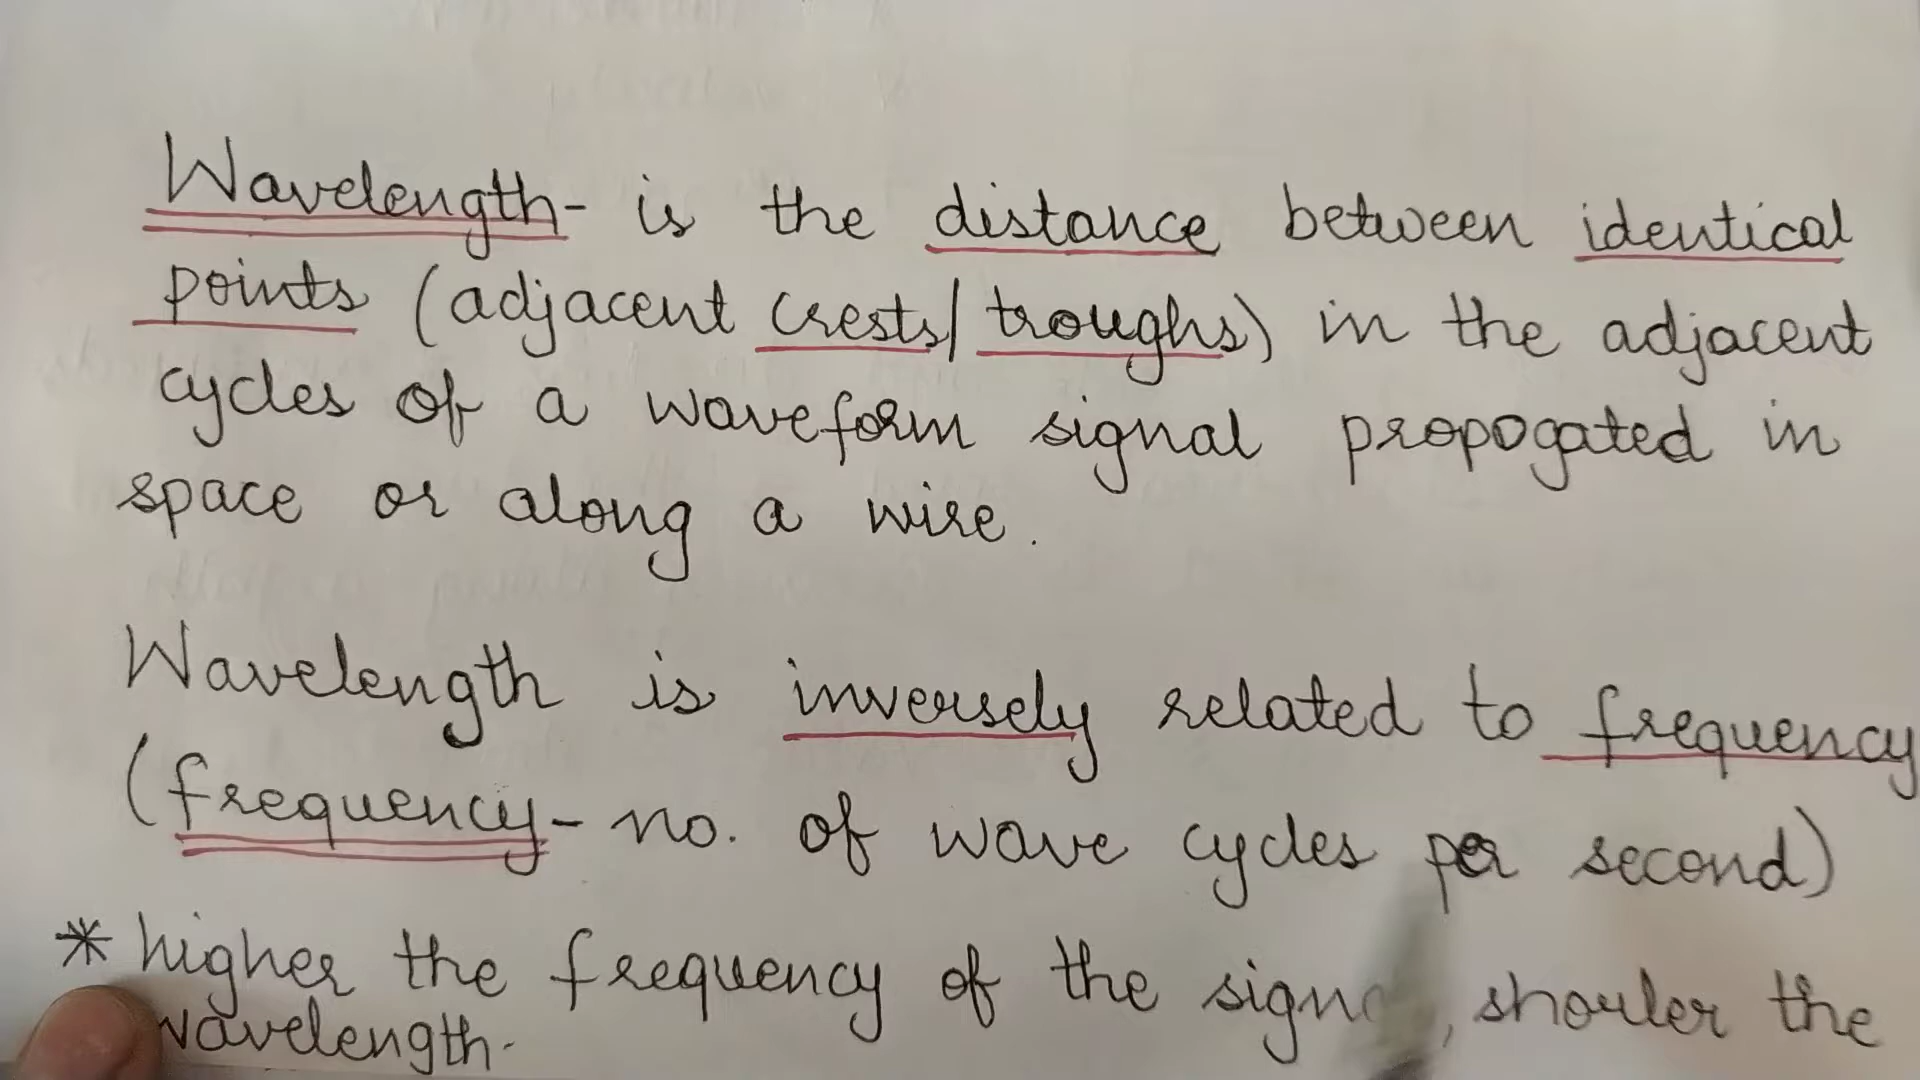 Wavelength- is the distance between identical
points (adjacent crests/troughs) in the adjacent
cycles of a waveform signal propogated in
space or along a wire.
Wavelength is inversely related to frequency
(frequency- no. of wave cycles per second)
* higher the frequency of the , the
wavelength.